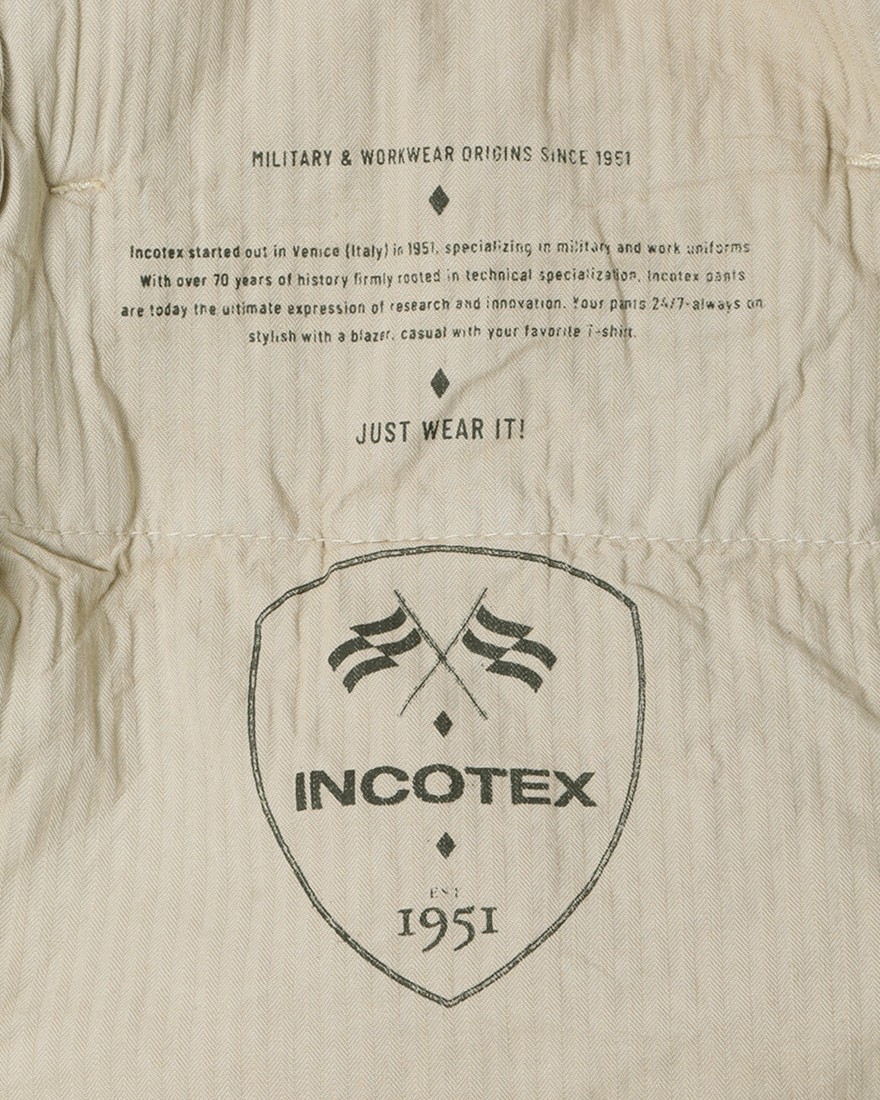 MILITARY & WORKWEAR ORIGINS SINCE 1951
Incotex started out in Venice (Italy) in 1951, specializing in military and work uniforms
With over 70 years of history firmly rooted in technical specialization, Incotex pants
are today the ultimate expression of research and innovation. Your pants 24/7-always on,
stylish with a blazer, casual with your favorite T-shirt.
JUST WEAR IT!
INCOTEX
EST
1951